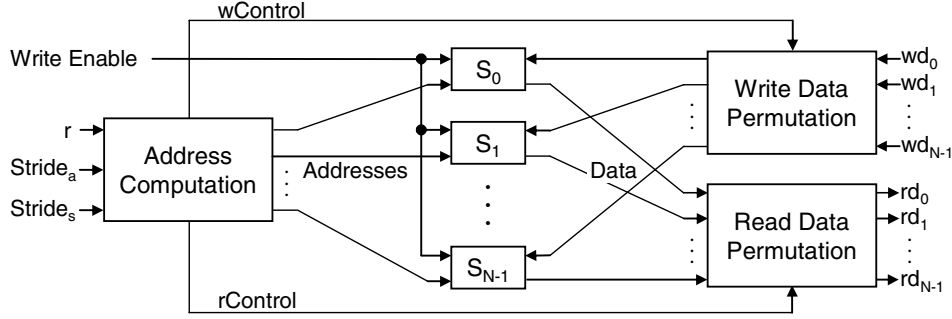 wControl
Write Enable
S0
wd0
wd1
wdN-1
Write Data
Permutation
r
Stridea
Strides
Address
Computation
S1
Addresses
Data
SN-1
Read Data
Permutation
rd0
rd1
rdN-1
rControl